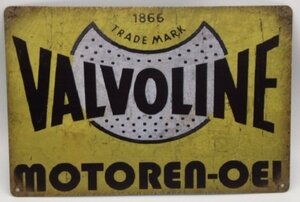 1866
TRADE MARK
VALVOLINE
MOTOREN-OEL